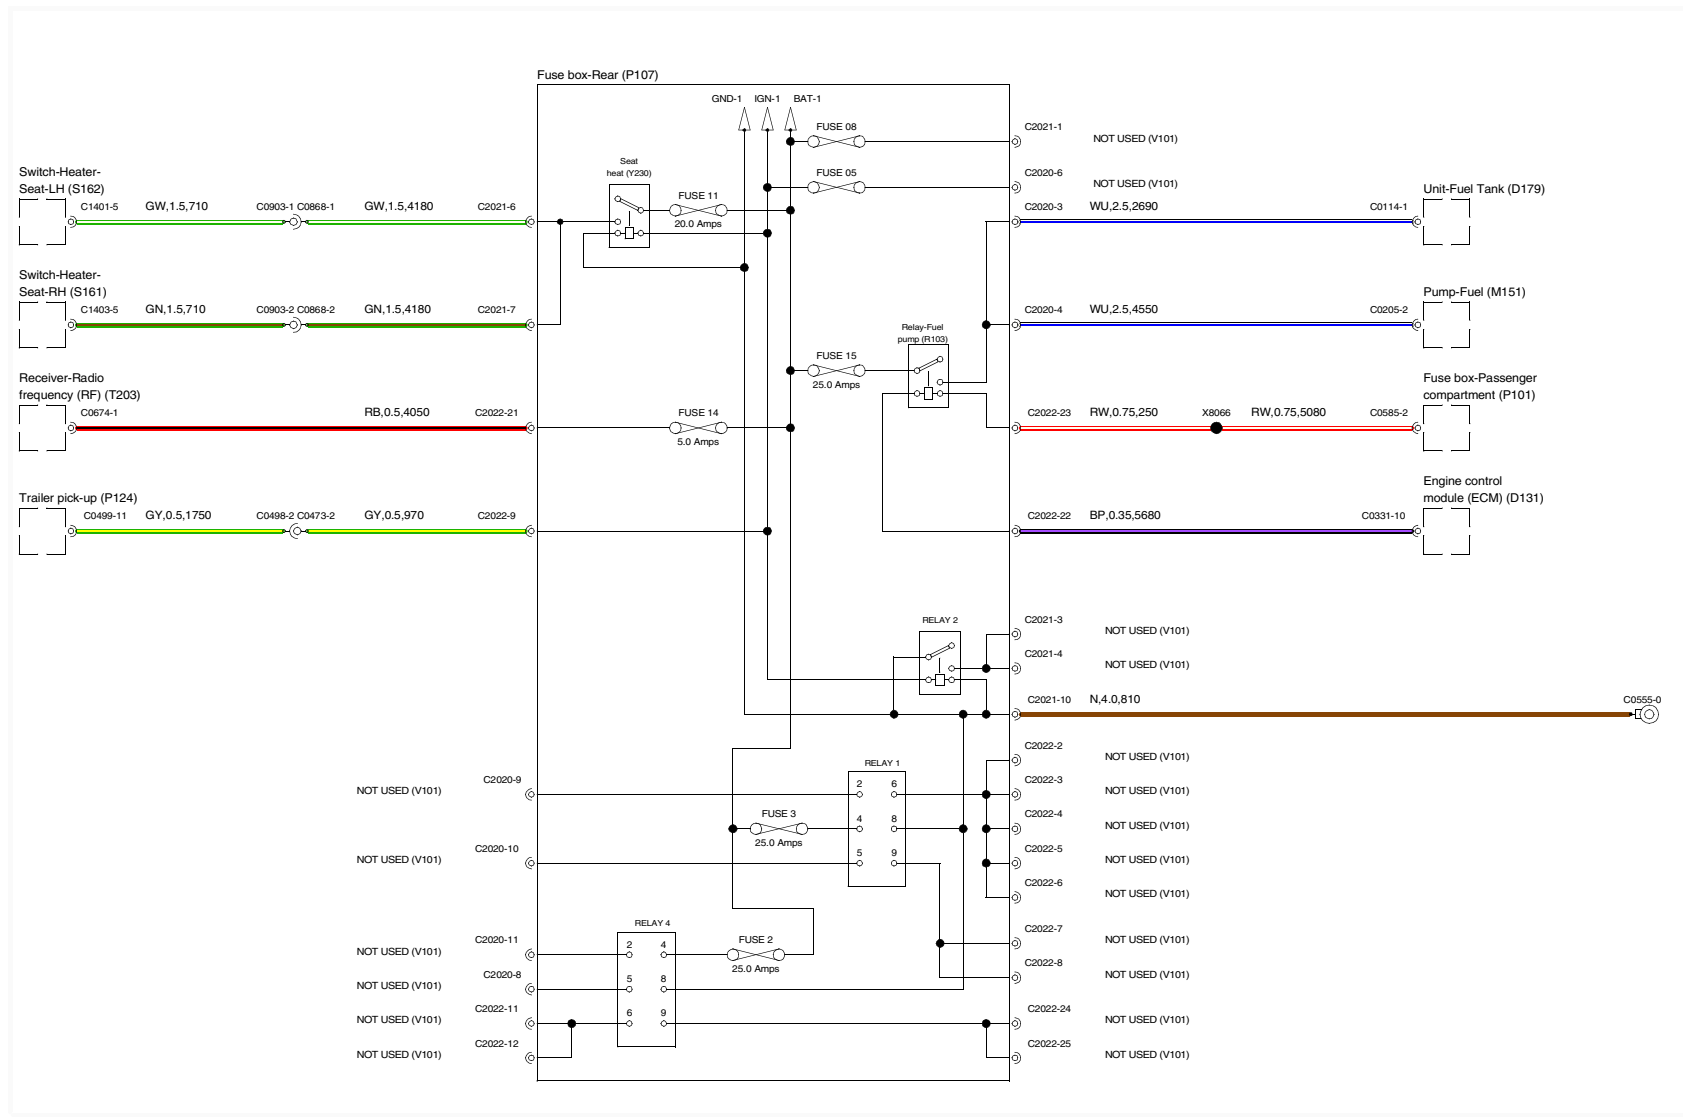 Fuse box-Rear (P107)
GND-1 IGN-1 BAT-1
FUSE 08
C2021-1
NOT USED (V101)
Seat
heat (Y230)
FUSE 05
C2020-6
NOT USED (V101)
Switch-Heater-
Seat-LH (S162)
C1401-5 GW,1.5,710 C0903-1 C0868-1 GW,1.5,4180 C2021-6
FUSE 11
20.0 Amps
C2020-3 WU,2.5,2690 C0114-1
Unit-Fuel Tank (D179)
Switch-Heater-
Seat-RH (S161)
C1403-5 GN,1.5,710 C0903-2 C0868-2 GN,1.5,4180 C2021-7
C2020-4 WU,2.5,4550 C0205-2
Pump-Fuel (M151)
Relay-Fuel
pump (R103)
FUSE 15
25.0 Amps
Receiver-Radio
frequency (RF) (T203)
C0674-1 RB,0.5,4050 C2022-21
FUSE 14
5.0 Amps
C2022-23 RW,0.75,250 X8066 RW,0.75,5080 C0585-2
Fuse box-Passenger
compartment (P101)
Trailer pick-up (P124)
C0499-11 GY,0.5,1750 C0498-2 C0473-2 GY,0.5,970 C2022-9
C2022-22 BP,0.35,5680 C0331-10
Engine control
module (ECM) (D131)
RELAY 2
C2021-3
NOT USED (V101)
C2021-4
NOT USED (V101)
C2021-10 N,4.0,810 C0555-0
C2022-2
NOT USED (V101)
RELAY 1
C2020-9
NOT USED (V101)
2 6
C2022-3
NOT USED (V101)
FUSE 3
25.0 Amps
4 8
C2022-4
NOT USED (V101)
C2020-10
NOT USED (V101)
5 9
C2022-5
NOT USED (V101)
C2022-6
NOT USED (V101)
RELAY 4
C2020-11
NOT USED (V101)
2 4
FUSE 2
25.0 Amps
C2022-7
NOT USED (V101)
C2020-8
NOT USED (V101)
5 8
C2022-8
NOT USED (V101)
C2022-11
NOT USED (V101)
6 9
C2022-24
NOT USED (V101)
C2022-12
NOT USED (V101)
C2022-25
NOT USED (V101)